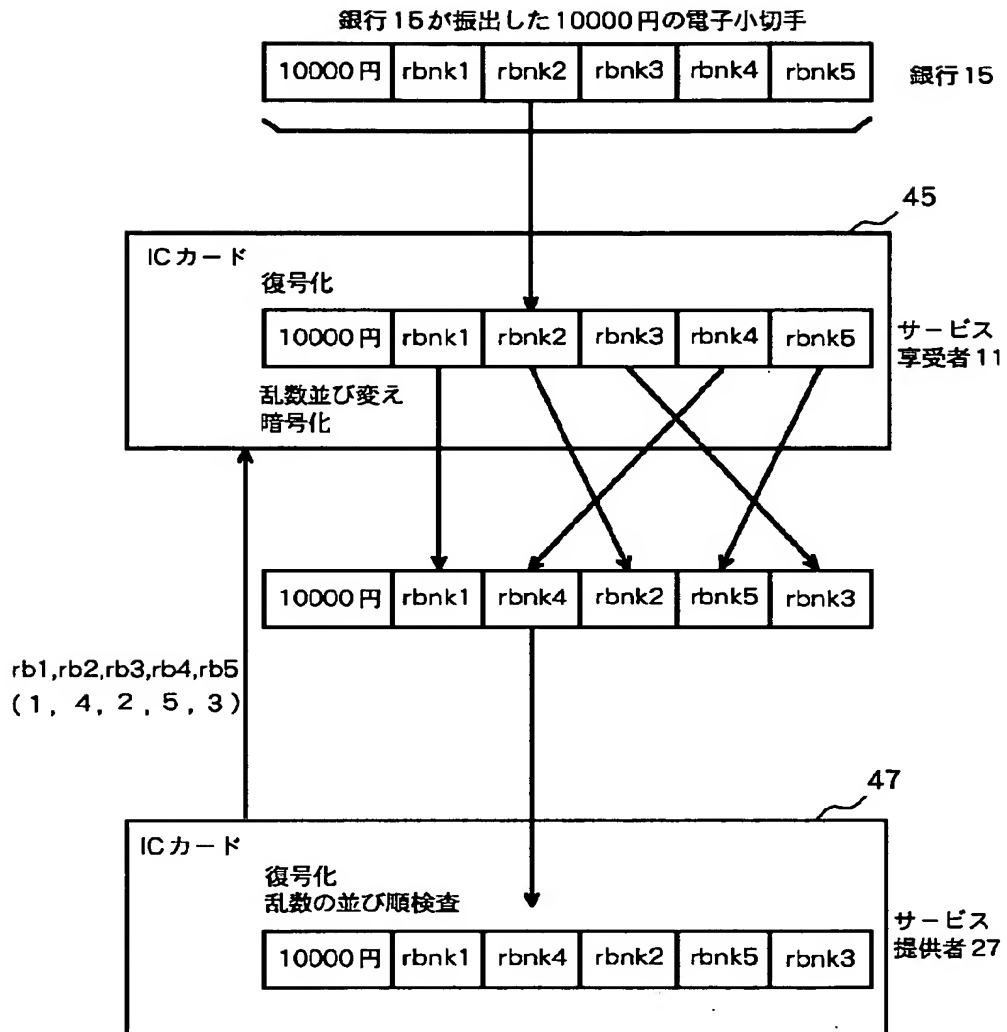 銀行15が振出した10000円の電子小切手
10000円 rbnk1 rbnk2 rbnk3 rbnk4 rbnk5
銀行15
45
ICカード
復号化
10000円 rbnk1 rbnk2 rbnk3 rbnk4 rbnk5
サービス
享受者11
乱数並び変え
暗号化
10000円 rbnk1 rbnk4 rbnk2 rbnk5 rbnk3
rb1,rb2,rb3,rb4,rb5
(1, 4, 2, 5, 3)
47
ICカード
復号化
乱数の並び順検査
10000円 rbnk1 rbnk4 rbnk2 rbnk5 rbnk3
サービス
提供者27